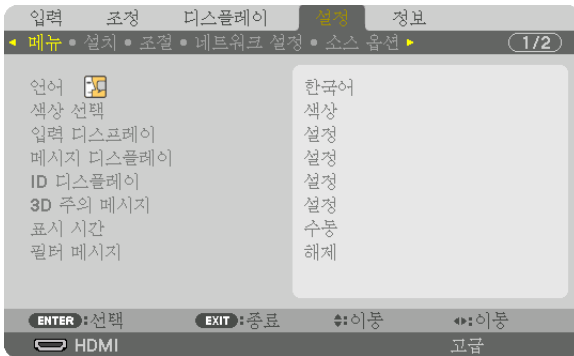 입력 조정 디스플레이 설정 정보
◂ 메뉴 • 설치 • 조절 • 네트워크 설정 • 소스 옵션 ▸ 1/2
언어 한국어
색상 선택 색상
입력 디스프레이 설정
메시지 디스플레이 설정
ID 디스플레이 설정
3D 주의 메시지 설정
표시 시간 수동
필터 메시지 해제
ENTER :선택 EXIT :종료 :이동 :이동
HDMI 고급